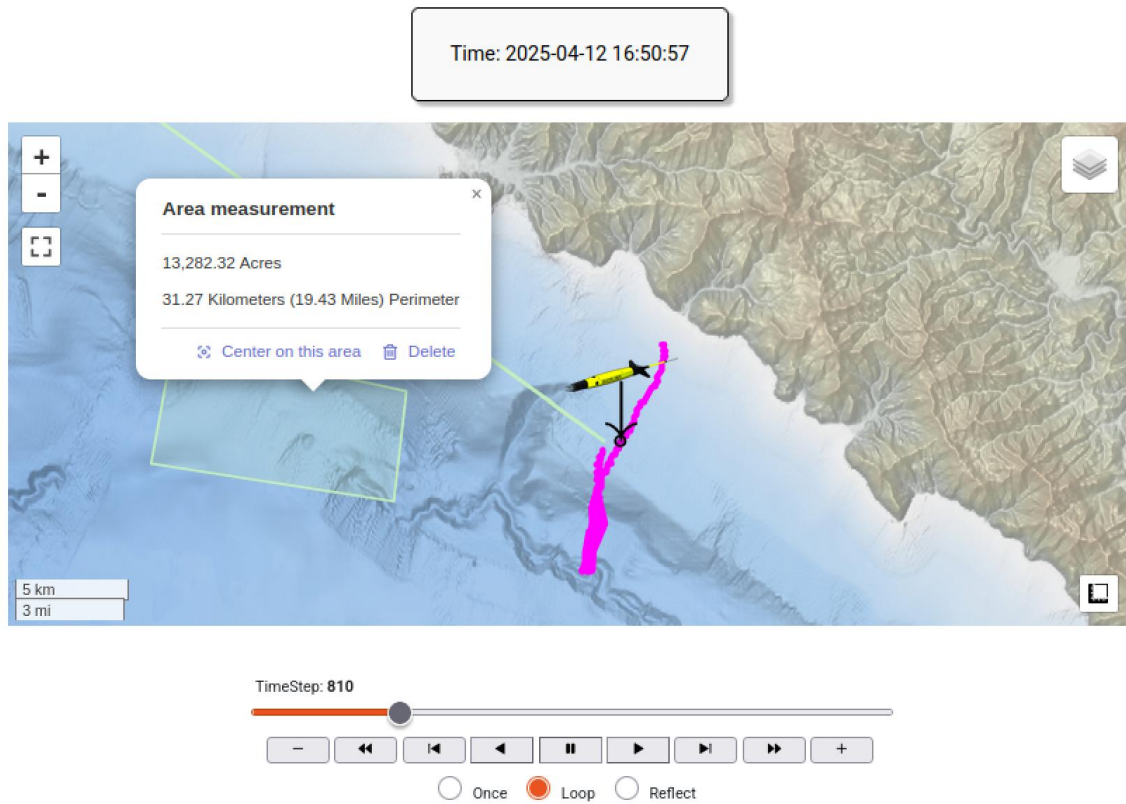 Time: 2025-04-12 16:50:57
+
-
×
Area measurement
13,282.32 Acres
31.27 Kilometers (19.43 Miles) Perimeter
Center on this area Delete
5 km
3 mi
TimeStep: 810
− +
Once Loop Reflect